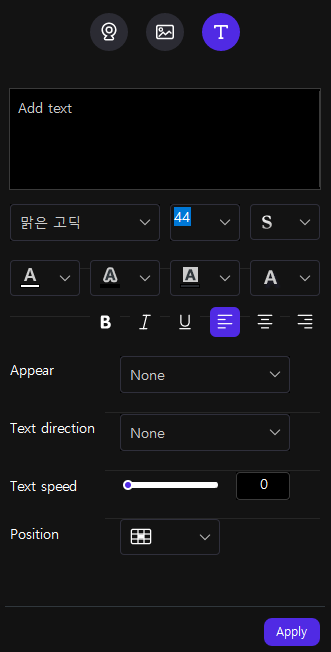 T
Add text
맑은 고딕
44
S
A
A
A
A
B I U
Appear
None
Text direction
None
Text speed
0
Position
Apply